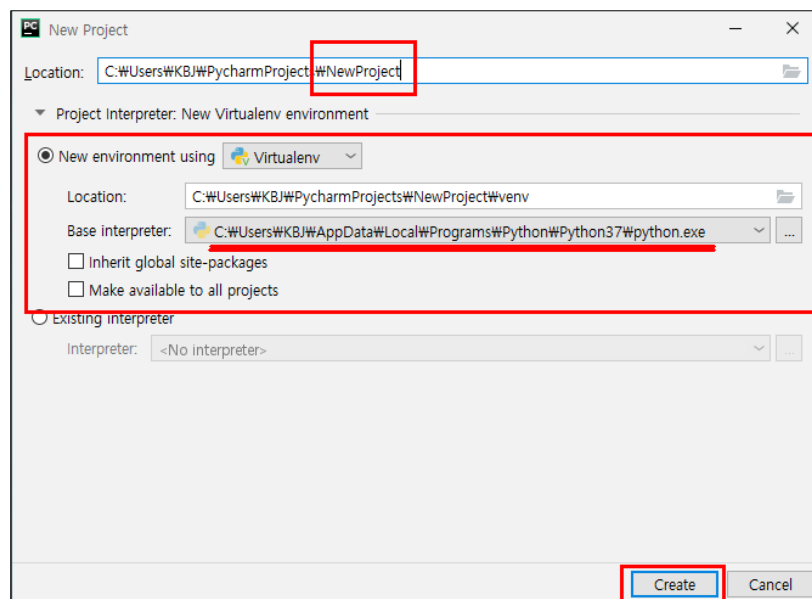 PC New Project
Location: C:₩Users₩KBJ₩PycharmProjects₩NewProject
Project Interpreter: New Virtualenv environment
New environment using Virtualenv
Location: C:₩Users₩KBJ₩PycharmProjects₩NewProject₩venv
Base interpreter: C:₩Users₩KBJ₩AppData₩Local₩Programs₩Python₩Python37₩python.exe ...
Inherit global site-packages
Make available to all projects
Existing interpreter
Interpreter: <No interpreter> ...
Create Cancel